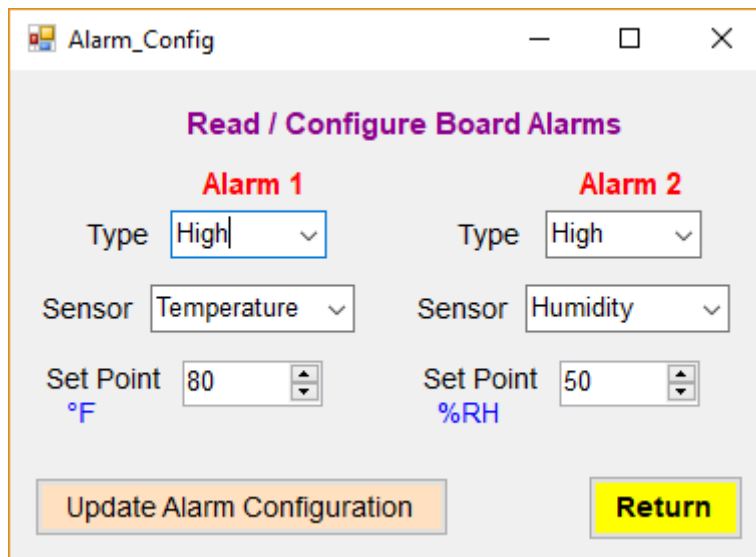 Alarm_Config
Read / Configure Board Alarms
Alarm 1 Alarm 2
Type High Type High
Sensor Temperature Sensor Humidity
Set Point 80 Set Point 50
°F %RH
Update Alarm Configuration Return